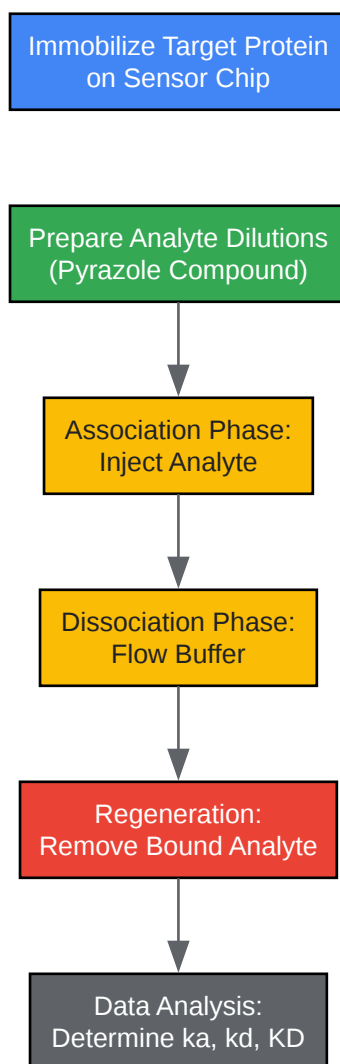 Immobilize Target Protein
on Sensor Chip
Prepare Analyte Dilutions
(Pyrazole Compound)
Association Phase:
Inject Analyte
Dissociation Phase:
Flow Buffer
Regeneration:
Remove Bound Analyte
Data Analysis:
Determine ka, kd, KD